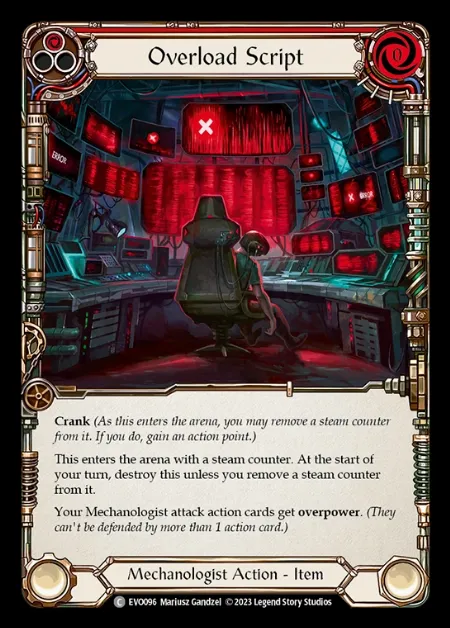 Overload Script
0
ERROR
ERROR
Crank (As this enters the arena, you may remove a steam counter
from it. If you do, gain an action point.)
This enters the arena with a steam counter. At the start of
your turn, destroy this unless you remove a steam counter
from it.
Your Mechanologist attack action cards get overpower. (They
can't be defended by more than 1 action card.)
Mechanologist Action - Item
C EVO096 Mariusz Gandzel © 2023 Legend Story Studios